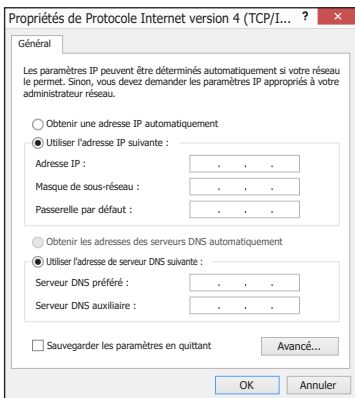 Propriétés de Protocole Internet version 4 (TCP/I... ? ×
Général
Les paramètres IP peuvent être déterminés automatiquement si votre réseau
le permet. Sinon, vous devez demander les paramètres IP appropriés à votre
administrateur réseau.
Obtenir une adresse IP automatiquement
Utiliser l'adresse IP suivante :
Adresse IP : . . .
Masque de sous-réseau : . . .
Passerelle par défaut : . . .
Obtenir les adresses des serveurs DNS automatiquement
Utiliser l'adresse de serveur DNS suivante :
Serveur DNS préféré : . . .
Serveur DNS auxiliaire : . . .
Sauvegarder les paramètres en quittant Avancé...
OK Annuler